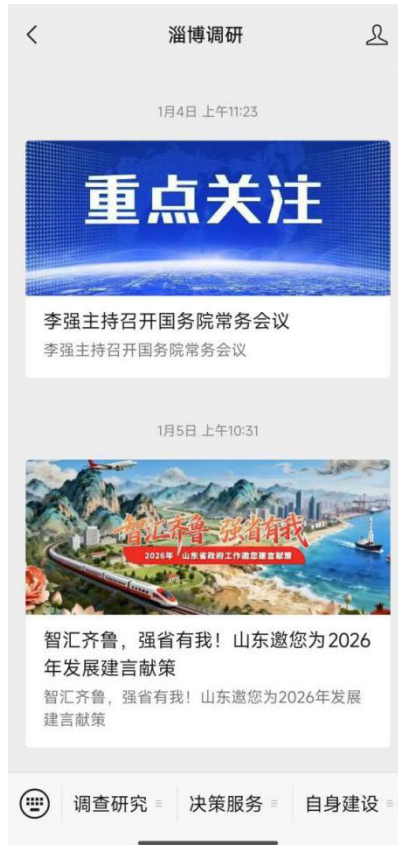 淄博调研
1月4日 上午11:23
重点关注
李强主持召开国务院常务会议
李强主持召开国务院常务会议
1月5日 上午10:31
智汇齐鲁 强省有我
2026年 山东省政府工作邀您建言献策
智汇齐鲁，强省有我！山东邀您为2026
年发展建言献策
智汇齐鲁，强省有我！山东邀您为2026年发展
建言献策
调查研究
决策服务
自身建设